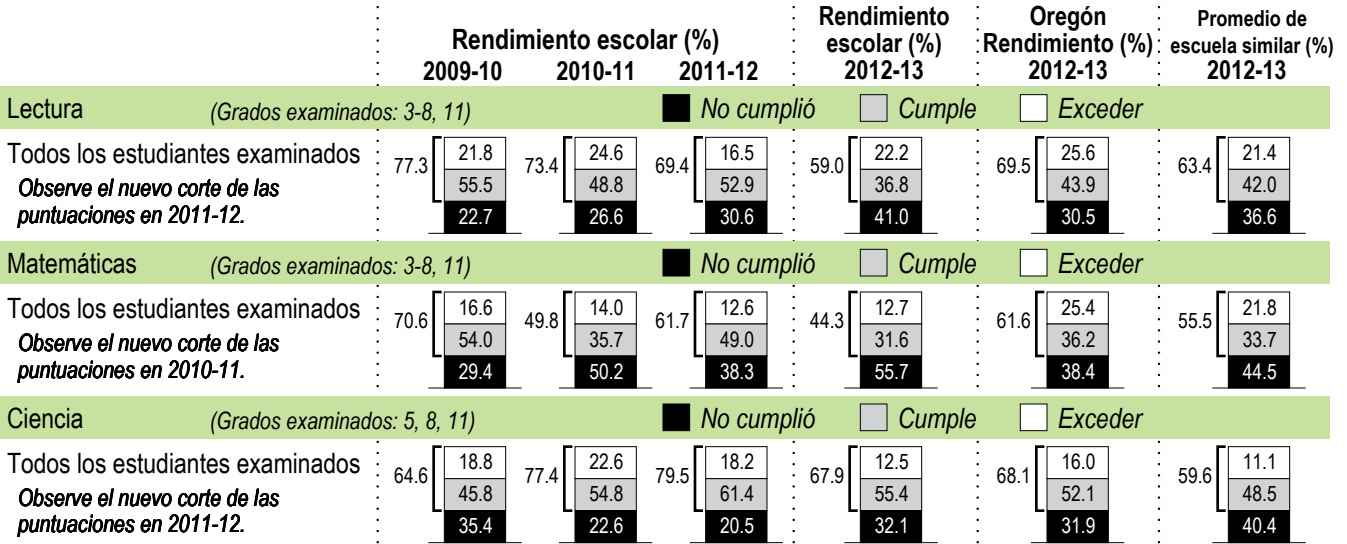 Rendimiento escolar (%)
2009-10 2010-11 2011-12
Rendimiento
escolar (%)
2012-13
Oregón
Rendimiento (%)
2012-13
Promedio de
escuela similar (%)
2012-13
Lectura (Grados examinados: 3-8, 11) No cumplió Cumple Exceder
Todos los estudiantes examinados
Observe el nuevo corte de las
puntuaciones en 2011-12.
77.3 21.8 73.4 24.6 69.4 16.5 59.0 22.2 69.5 25.6 63.4 21.4
55.5 48.8 52.9 36.8 43.9 42.0
22.7 26.6 30.6 41.0 30.5 36.6
Matemáticas (Grados examinados: 3-8, 11) No cumplió Cumple Exceder
Todos los estudiantes examinados
Observe el nuevo corte de las
puntuaciones en 2010-11.
70.6 16.6 49.8 14.0 61.7 12.6 44.3 12.7 61.6 25.4 55.5 21.8
54.0 35.7 49.0 31.6 36.2 33.7
29.4 50.2 38.3 55.7 38.4 44.5
Ciencia (Grados examinados: 5, 8, 11) No cumplió Cumple Exceder
Todos los estudiantes examinados
Observe el nuevo corte de las
puntuaciones en 2011-12.
64.6 18.8 77.4 22.6 79.5 18.2 67.9 12.5 68.1 16.0 59.6 11.1
45.8 54.8 61.4 55.4 52.1 48.5
35.4 22.6 20.5 32.1 31.9 40.4